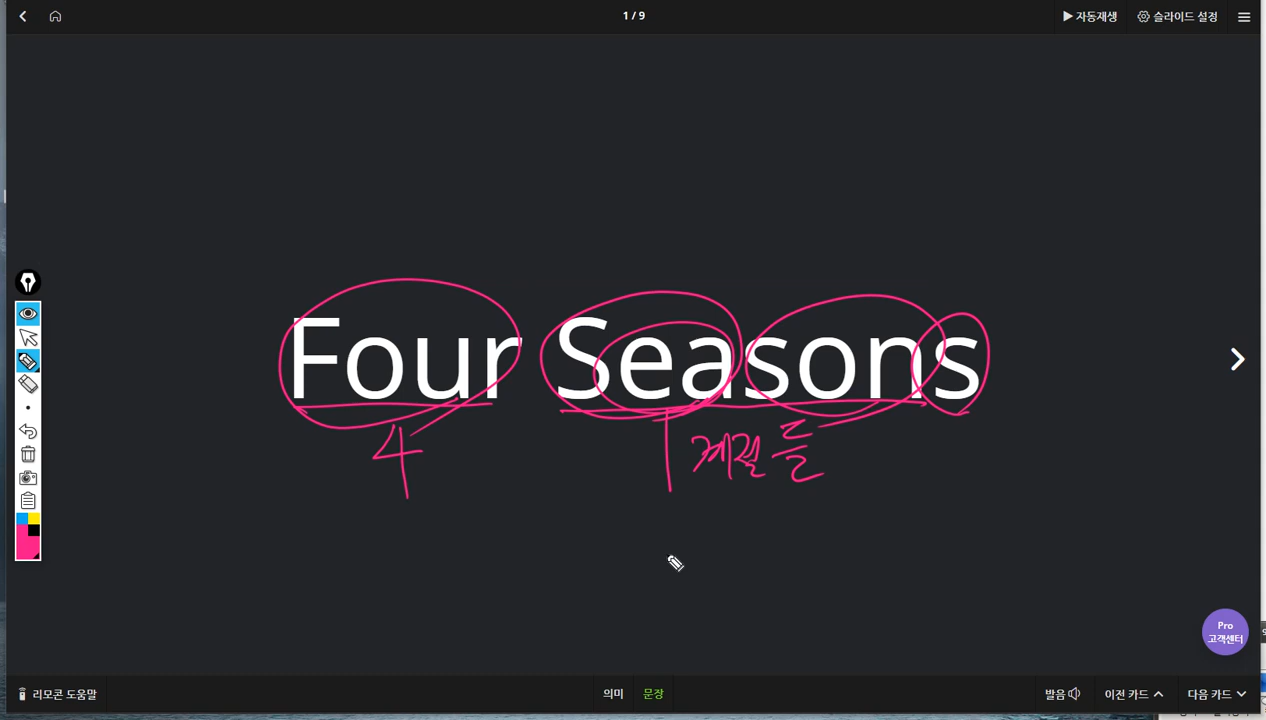 1 / 9
자동재생
슬라이드 설정
Four Seasons
4
계절들
Pro
고객센터
리모콘 도움말
의미
문장
발음
이전 카드
다음 카드